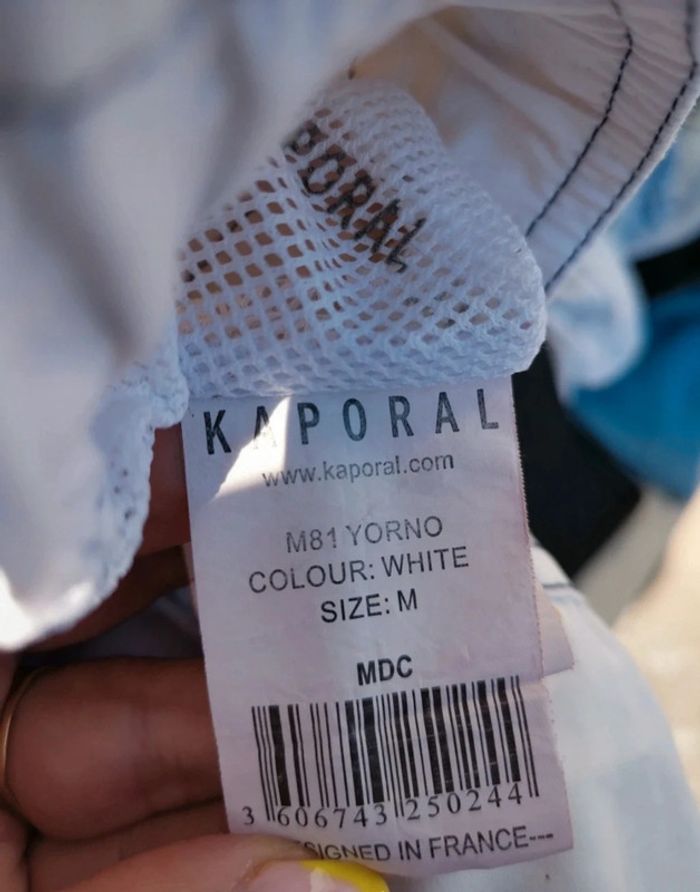 PORAL
KAPORAL
www.kaporal.com
M81 YORNO
COLOUR: WHITE
SIZE: M
MDC
3 606743 250244
SIGNED IN FRANCE---